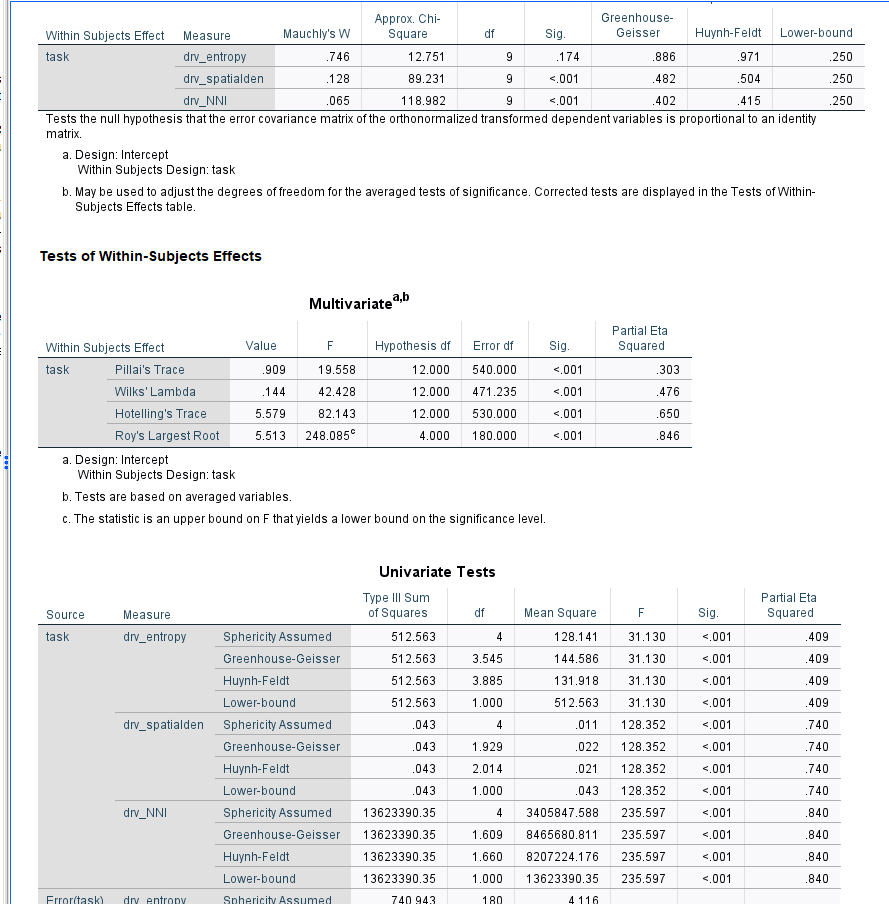 Approx. Chi-Square Greenhouse-Geisser
Within Subjects Effect Measure Mauchly's W df Sig. Huynh-Feldt Lower-bound
task drv_entropy .746 12.751 9 .174 .886 .971 .250
drv_spatialden .128 89.231 9 <.001 .482 .504 .250
drv_NNI .065 118.982 9 <.001 .402 .415 .250
Tests the null hypothesis that the error covariance matrix of the orthonormalized transformed dependent variables is proportional to an identity
matrix.
a. Design: Intercept
Within Subjects Design: task
b. May be used to adjust the degrees of freedom for the averaged tests of significance. Corrected tests are displayed in the Tests of Within-
Subjects Effects table.
Tests of Within-Subjects Effects
Multivariate a,b
Partial Eta
Within Subjects Effect Value F Hypothesis df Error df Sig. Squared
task Pillai's Trace .909 19.558 12.000 540.000 <.001 .303
Wilks' Lambda .144 42.428 12.000 471.235 <.001 .476
Hotelling's Trace 5.579 82.143 12.000 530.000 <.001 .650
Roy's Largest Root 5.513 248.085 c 4.000 180.000 <.001 .846
a. Design: Intercept
Within Subjects Design: task
b. Tests are based on averaged variables.
c. The statistic is an upper bound on F that yields a lower bound on the significance level.
Univariate Tests
Type III Sum Partial Eta
Source Measure of Squares df Mean Square F Sig. Squared
task drv_entropy Sphericity Assumed 512.563 4 128.141 31.130 <.001 .409
Greenhouse-Geisser 512.563 3.545 144.586 31.130 <.001 .409
Huynh-Feldt 512.563 3.885 131.918 31.130 <.001 .409
Lower-bound 512.563 1.000 512.563 31.130 <.001 .409
drv_spatialden Sphericity Assumed .043 4 .011 128.352 <.001 .740
Greenhouse-Geisser .043 1.929 .022 128.352 <.001 .740
Huynh-Feldt .043 2.014 .021 128.352 <.001 .740
Lower-bound .043 1.000 .043 128.352 <.001 .740
drv_NNI Sphericity Assumed 13623390.35 4 3405847.588 235.597 <.001 .840
Greenhouse-Geisser 13623390.35 1.609 8465680.811 235.597 <.001 .840
Huynh-Feldt 13623390.35 1.660 8207224.176 235.597 <.001 .840
Lower-bound 13623390.35 1.000 13623390.35 235.597 <.001 .840
Error(task) drv_entropy Sphericity Assumed 740.943 180 4.116